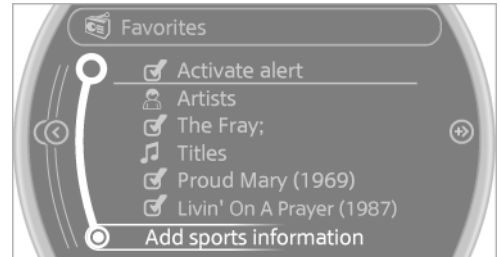 Favorites
Activate alert
Artists
The Fray;
Titles
Proud Mary (1969)
Livin' On A Prayer (1987)
Add sports information